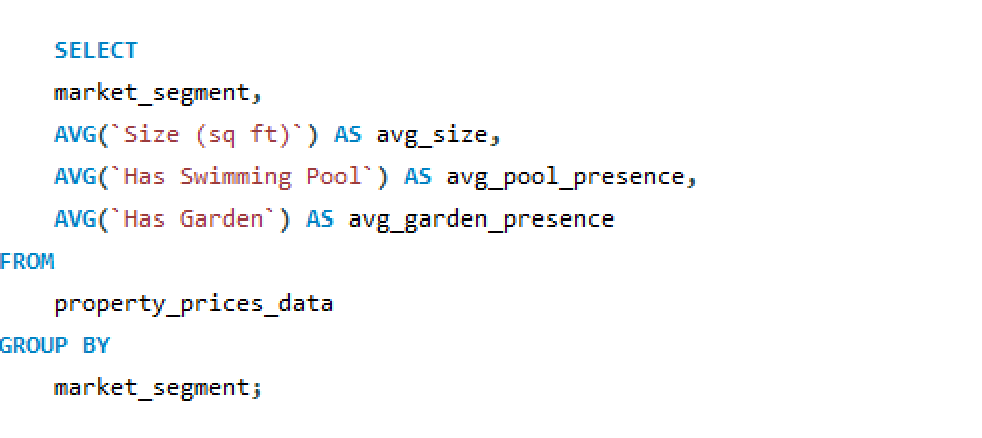 SELECT
market_segment,
AVG(`Size (sq ft)`) AS avg_size,
AVG(`Has Swimming Pool`) AS avg_pool_presence,
AVG(`Has Garden`) AS avg_garden_presence
FROM
property_prices_data
GROUP BY
market_segment;